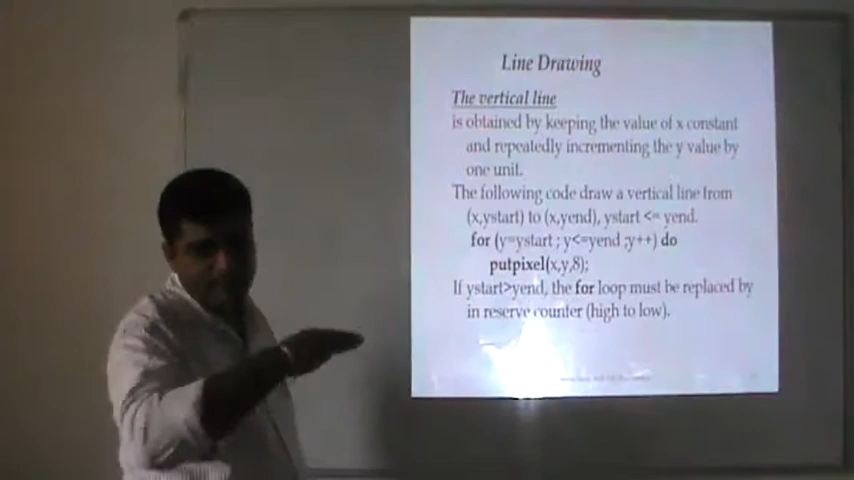 Line Drawing
The vertical line
is obtained by keeping the value of x constant
and repeatedly incrementing the y value by
one unit.
The following code draw a vertical line from
(x,ystart) to (x,yend), ystart <= yend.
for (y=ystart ; y<=yend ;y++) do
putpixel(x,y,8);
If ystart>yend, the for loop must be replaced by
in reserve counter (high to low).